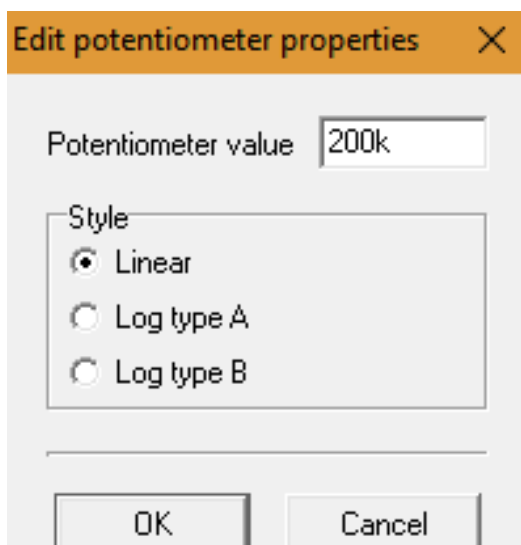 Edit potentiometer properties
Potentiometer value 200k
Style
Linear
Log type A
Log type B
OK Cancel